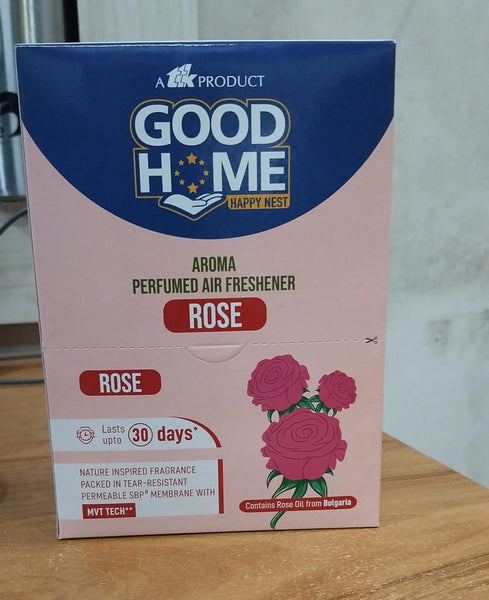 A ttk PRODUCT
GOOD
HOME
HAPPY NEST
AROMA
PERFUMED AIR FRESHENER
ROSE
ROSE
Lasts upto 30 days*
NATURE INSPIRED FRAGRANCE
PACKED IN TEAR-RESISTANT
PERMEABLE SBP# MEMBRANE WITH
MVT TECH**
Contains Rose Oil from Bulgaria